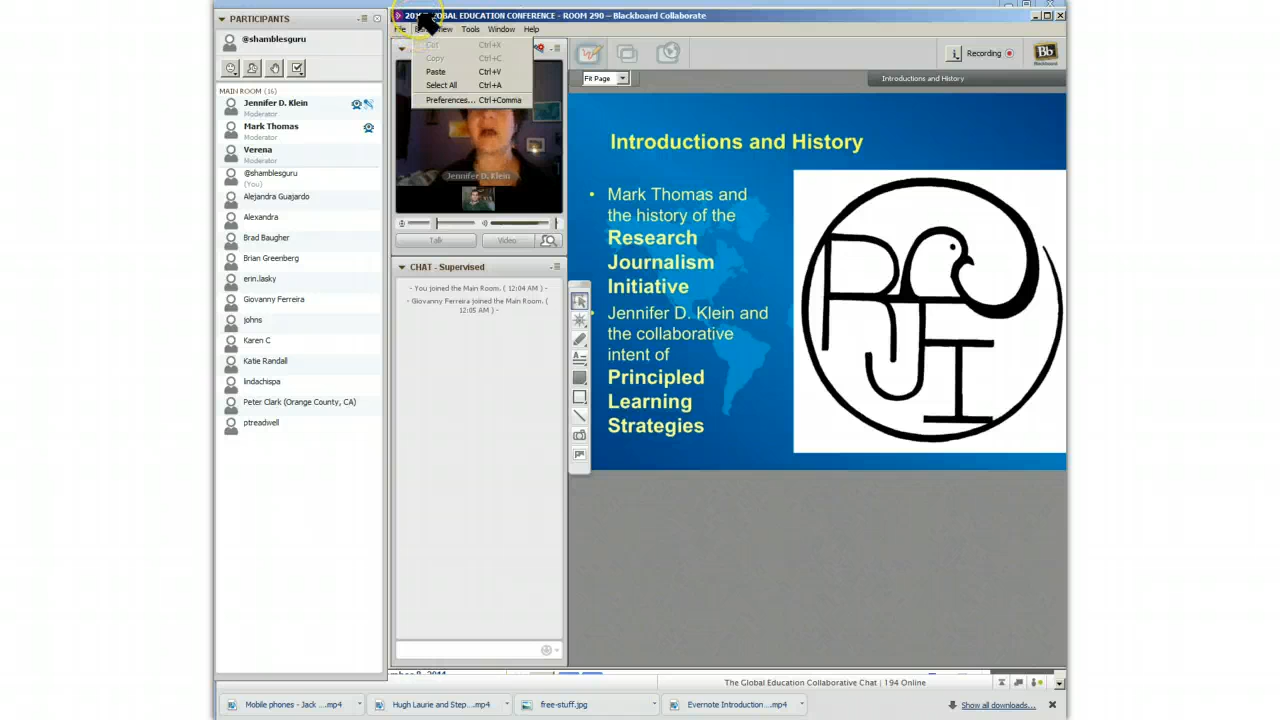 PARTICIPANTS
@shamblesguru
MAIN ROOM (16)
Jennifer D. Klein
Moderator
Mark Thomas
Moderator
Verena
Moderator
@shamblesguru
(You)
Alejandra Guajardo
Alexandra
Brad Baugher
Brian Greenberg
erin.lasky
Giovanny Ferreira
johns
Karen C
Katie Randall
lindachispa
Peter Clark (Orange County, CA)
ptreadwell
GLOBAL EDUCATION CONFERENCE - ROOM 290 – Blackboard Collaborate
File Tools Window Help
Cut Ctrl+X
Copy Ctrl+C
Paste Ctrl+V
Select All Ctrl+A
Preferences... Ctrl+Comma
Jennifer D. Klein
Talk Video
CHAT - Supervised
- You joined the Main Room. ( 12:04 AM ) -
- Giovanny Ferreira joined the Main Room. (
12:05 AM ) -
Recording
Bb
Blackboard
Fit Page
Introductions and History
Introductions and History
• Mark Thomas and
the history of the
Research
Journalism
Initiative
• Jennifer D. Klein and
the collaborative
intent of
Principled
Learning
Strategies
RJI
The Global Education Collaborative Chat | 194 Online
Mobile phones - Jack ....mp4
Hugh Laurie and Step...mp4
free-stuff.jpg
Evernote Introduction....mp4
Show all downloads...